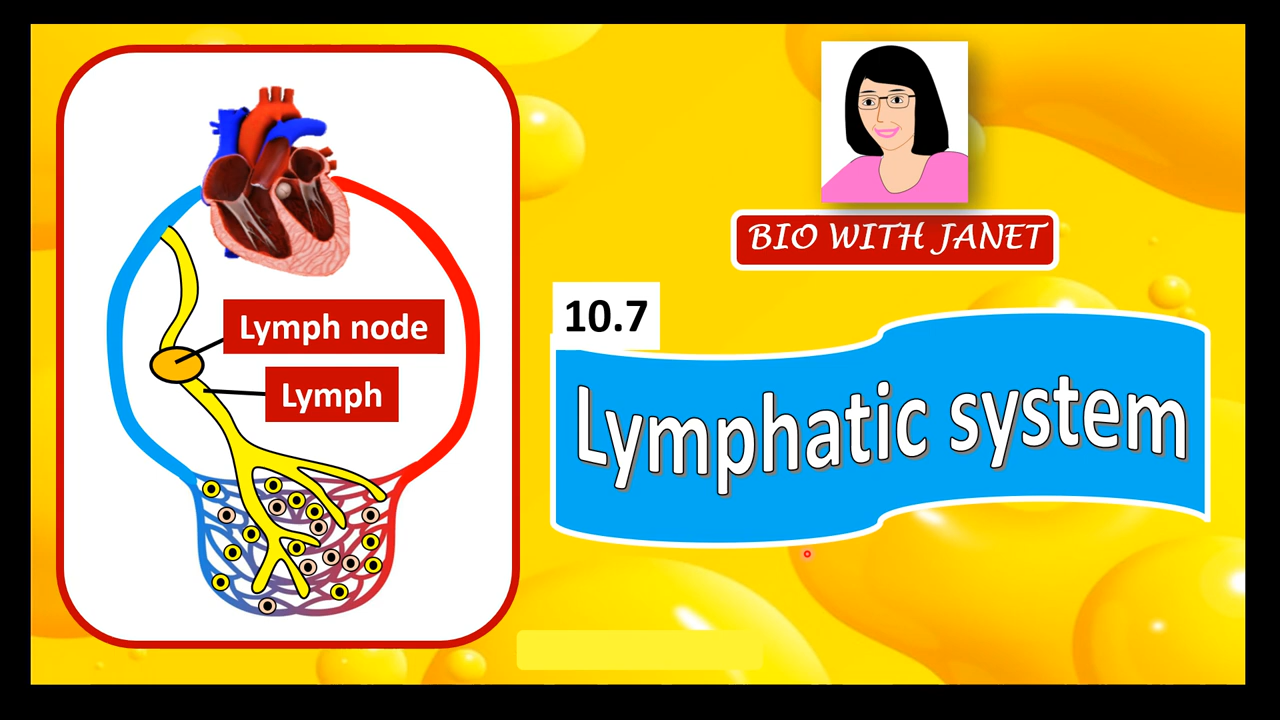 Lymph node
Lymph
BIO WITH JANET
10.7
Lymphatic system